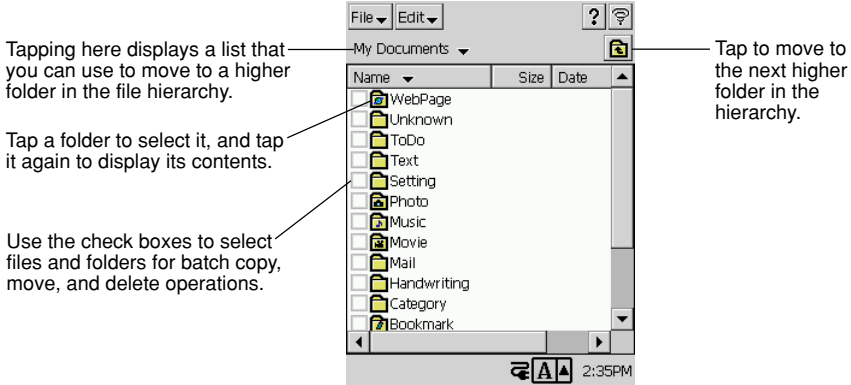 File Edit ?
My Documents
Name Size Date
WebPage
Unknown
ToDo
Text
Setting
Photo
Music
Movie
Mail
Handwriting
Category
Bookmark
A 2:35PM
Tapping here displays a list that
you can use to move to a higher
folder in the file hierarchy.
Tap a folder to select it, and tap
it again to display its contents.
Use the check boxes to select
files and folders for batch copy,
move, and delete operations.
Tap to move to
the next higher
folder in the
hierarchy.